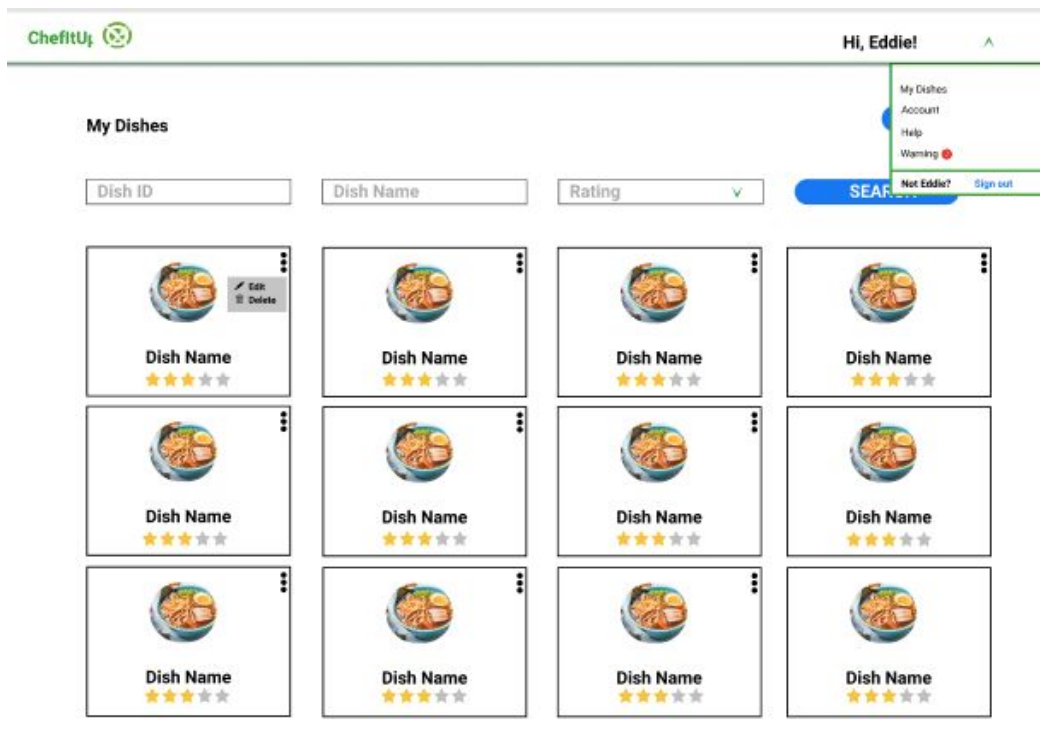 ChefItUp
Hi, Eddie!
My Dishes
Account
Help
Warning
Not Eddie? Sign out
My Dishes
Dish ID
Dish Name
Rating
SEARCH
Edit
Delete
Dish Name
Dish Name
Dish Name
Dish Name
Dish Name
Dish Name
Dish Name
Dish Name
Dish Name
Dish Name
Dish Name
Dish Name